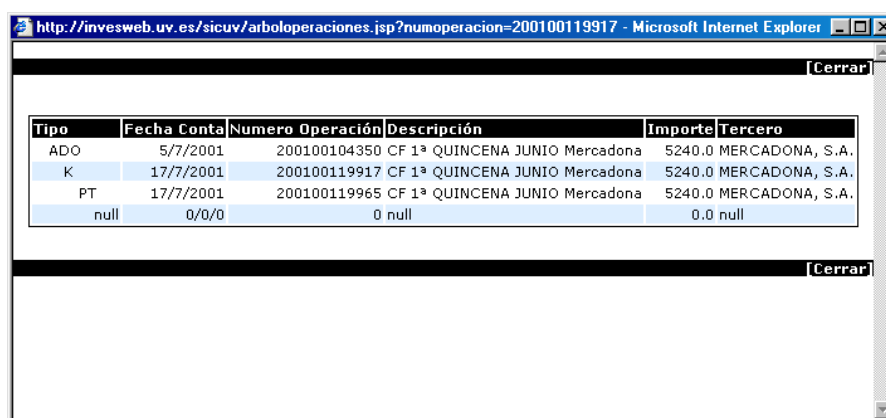 http://invesweb.uv.es/sicuv/arboloperaciones.jsp?numoperacion=200100119917 - Microsoft Internet Explorer
[Cerrar]
Tipo Fecha Conta Numero Operación Descripción Importe Tercero
ADO 5/7/2001 200100104350 CF 1ª QUINCENA JUNIO Mercadona 5240.0 MERCADONA, S.A.
K 17/7/2001 200100119917 CF 1ª QUINCENA JUNIO Mercadona 5240.0 MERCADONA, S.A.
PT 17/7/2001 200100119965 CF 1ª QUINCENA JUNIO Mercadona 5240.0 MERCADONA, S.A.
null 0/0/0 0 null 0.0 null
[Cerrar]